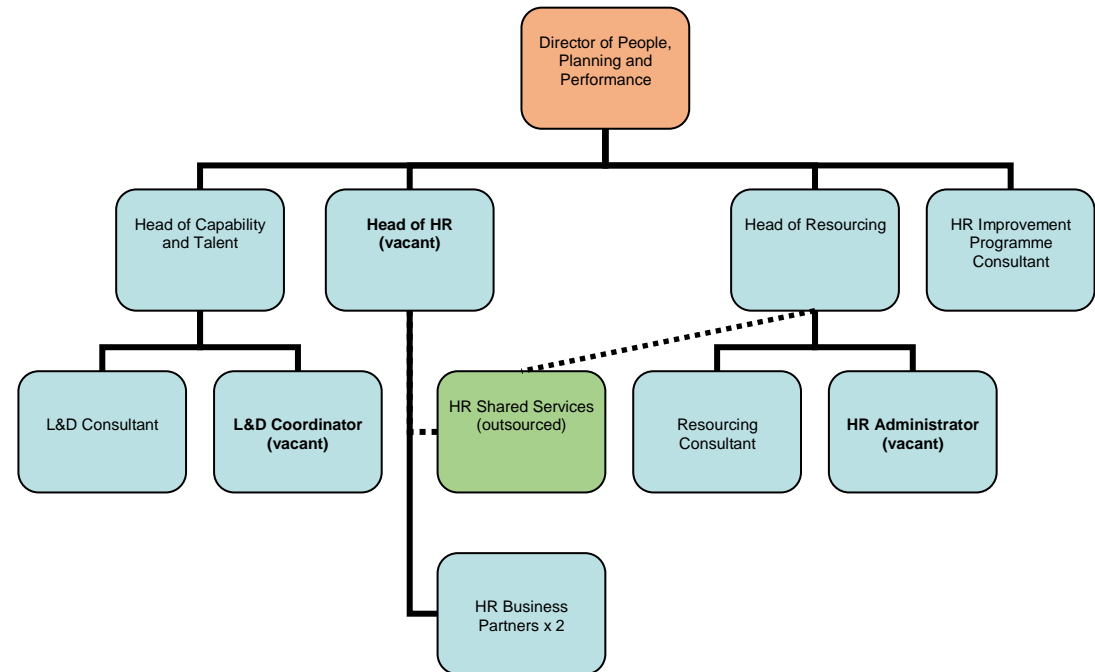 Director of People,
Planning and
Performance
Head of Capability
and Talent
Head of HR
(vacant)
Head of Resourcing
HR Improvement
Programme
Consultant
L&D Consultant
L&D Coordinator
(vacant)
HR Shared Services
(outsourced)
Resourcing
Consultant
HR Administrator
(vacant)
HR Business
Partners x 2